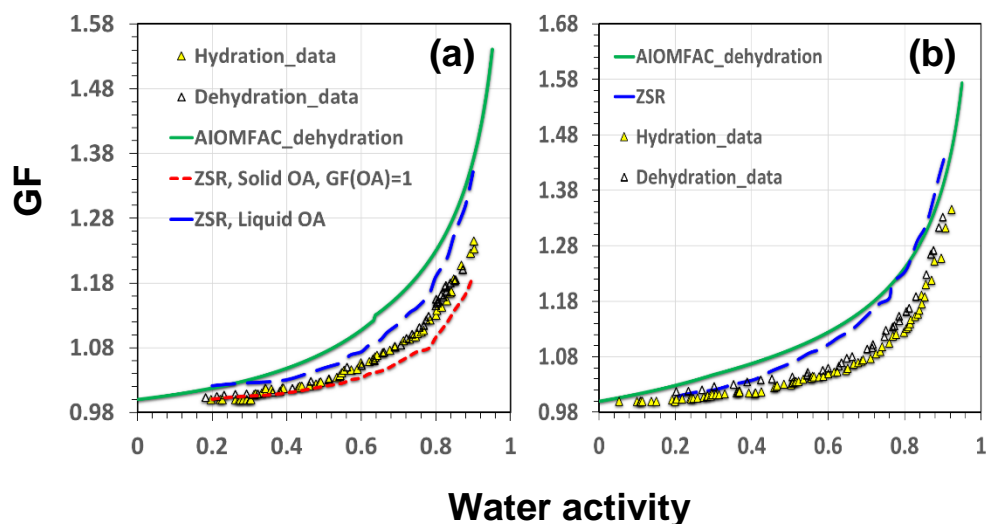 (a)
1.58
1.48
1.38
1.28
1.18
1.08
0.98
Hydration_data
Dehydration_data
AIOMFAC_dehydration
ZSR, Solid OA, GF(OA)=1
ZSR, Liquid OA
0 0.2 0.4 0.6 0.8 1
(b)
1.68
1.58
1.48
1.38
1.28
1.18
1.08
0.98
AIOMFAC_dehydration
ZSR
Hydration_data
Dehydration_data
0 0.2 0.4 0.6 0.8 1
GF
Water activity